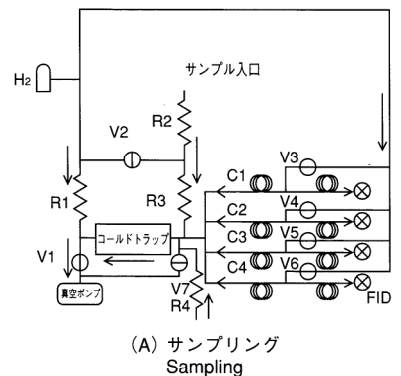 H2
サンプル入口
R2
V2
V3
C1
R1
R3
V4
C2
V5
C3
コールドトラップ
V1
V6
C4
V7
真空ポンプ
R4
FID
(A) サンプリング
Sampling